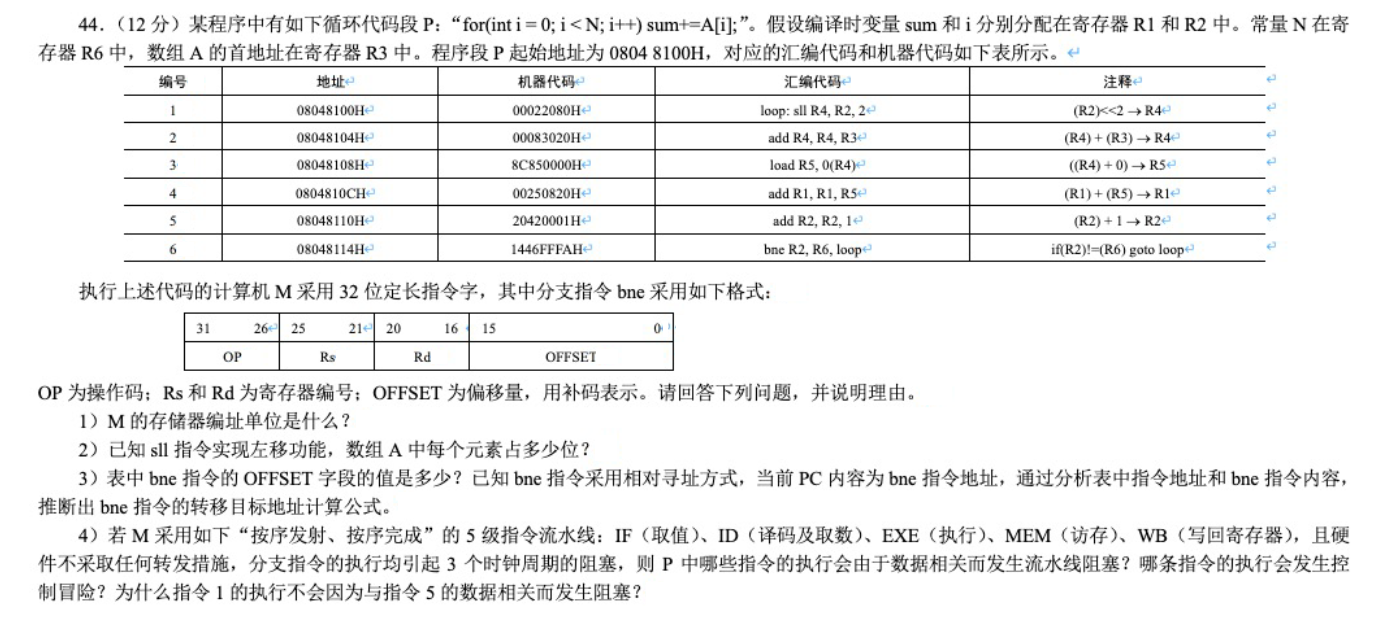 44.（12 分）某程序中有如下循环代码段 P：“for(int i = 0; i < N; i++) sum+=A[i];”。假设编译时变量 sum 和 i 分别分配在寄存器 R1 和 R2 中。常量 N 在寄
存器 R6 中，数组 A 的首地址在寄存器 R3 中。程序段 P 起始地址为 0804 8100H，对应的汇编代码和机器代码如下表所示。
编号 地址 机器代码 汇编代码 注释
1 08048100H 00022080H loop: sll R4, R2, 2 (R2)<<2 → R4
2 08048104H 00083020H add R4, R4, R3 (R4) + (R3) → R4
3 08048108H 8C850000H load R5, 0(R4) ((R4) + 0) → R5
4 0804810CH 00250820H add R1, R1, R5 (R1) + (R5) → R1
5 08048110H 20420001H add R2, R2, 1 (R2) + 1 → R2
6 08048114H 1446FFFAH bne R2, R6, loop if(R2)!=(R6) goto loop
执行上述代码的计算机 M 采用 32 位定长指令字，其中分支指令 bne 采用如下格式：
31 26 25 21 20 16 15 0
OP Rs Rd OFFSET
OP 为操作码；Rs 和 Rd 为寄存器编号；OFFSET 为偏移量，用补码表示。请回答下列问题，并说明理由。
1）M 的存储器编址单位是什么？
2）已知 sll 指令实现左移功能，数组 A 中每个元素占多少位？
3）表中 bne 指令的 OFFSET 字段的值是多少？已知 bne 指令采用相对寻址方式，当前 PC 内容为 bne 指令地址，通过分析表中指令地址和 bne 指令内容，
推断出 bne 指令的转移目标地址计算公式。
4）若 M 采用如下“按序发射、按序完成”的 5 级指令流水线：IF（取值）、ID（译码及取数）、EXE（执行）、MEM（访存）、WB（写回寄存器），且硬
件不采取任何转发措施，分支指令的执行均引起 3 个时钟周期的阻塞，则 P 中哪些指令的执行会由于数据相关而发生流水线阻塞？哪条指令的执行会发生控
制冒险？为什么指令 1 的执行不会因为与指令 5 的数据相关而发生阻塞？